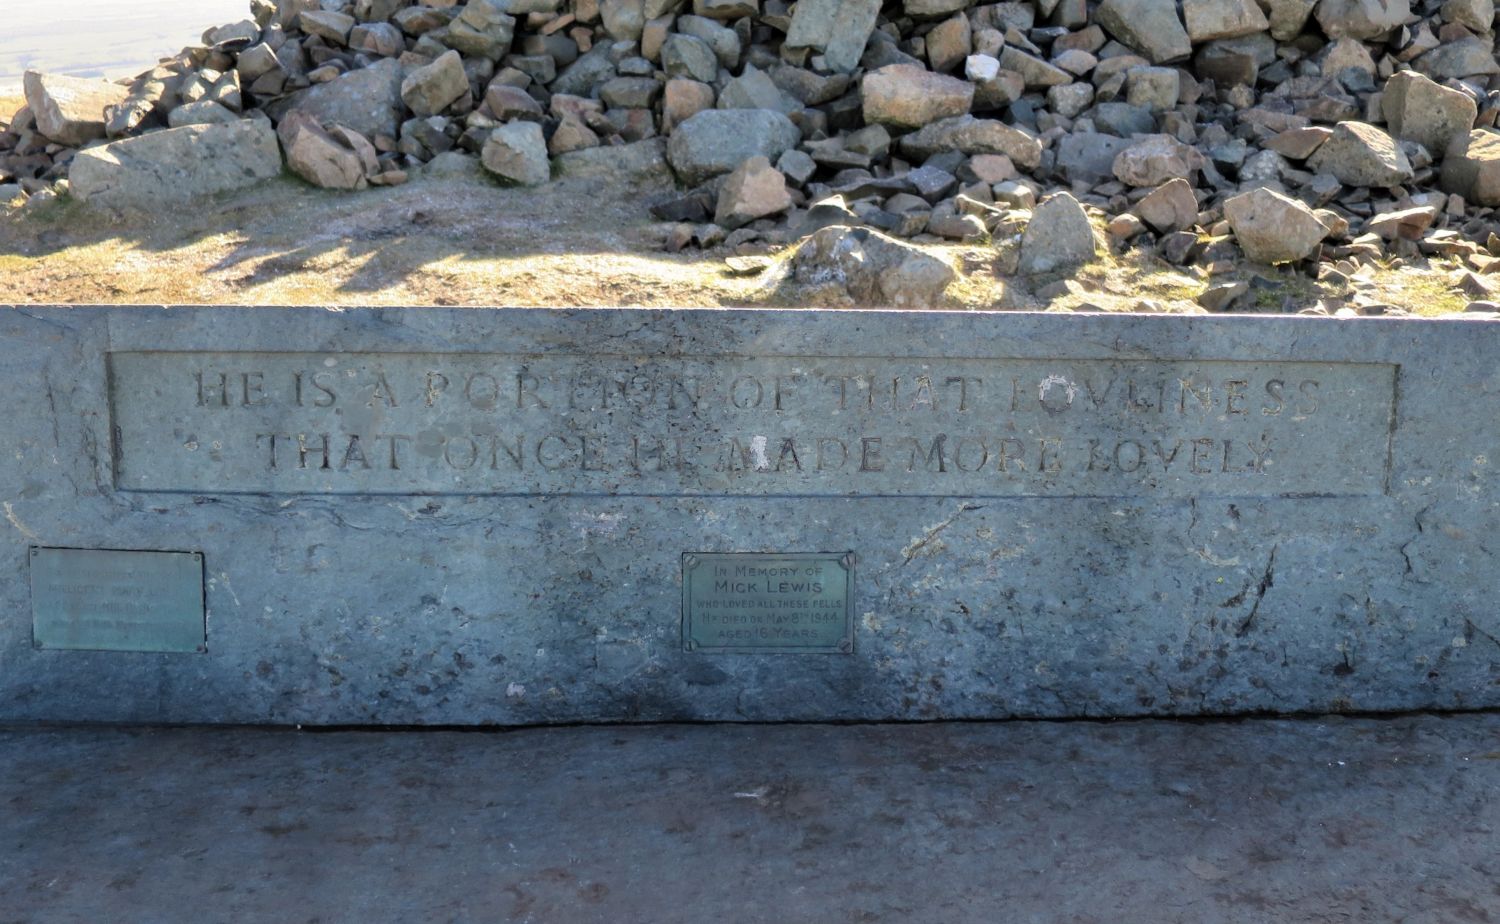 HE IS A PORTION OF THAT LOVLINESS
THAT ONCE HE MADE MORE LOVELY
IN MEMORY OF
MICK LEWIS
WHO LOVED ALL THESE FELLS
HE DIED ON MAY 8TH 1944
AGED 16 YEARS